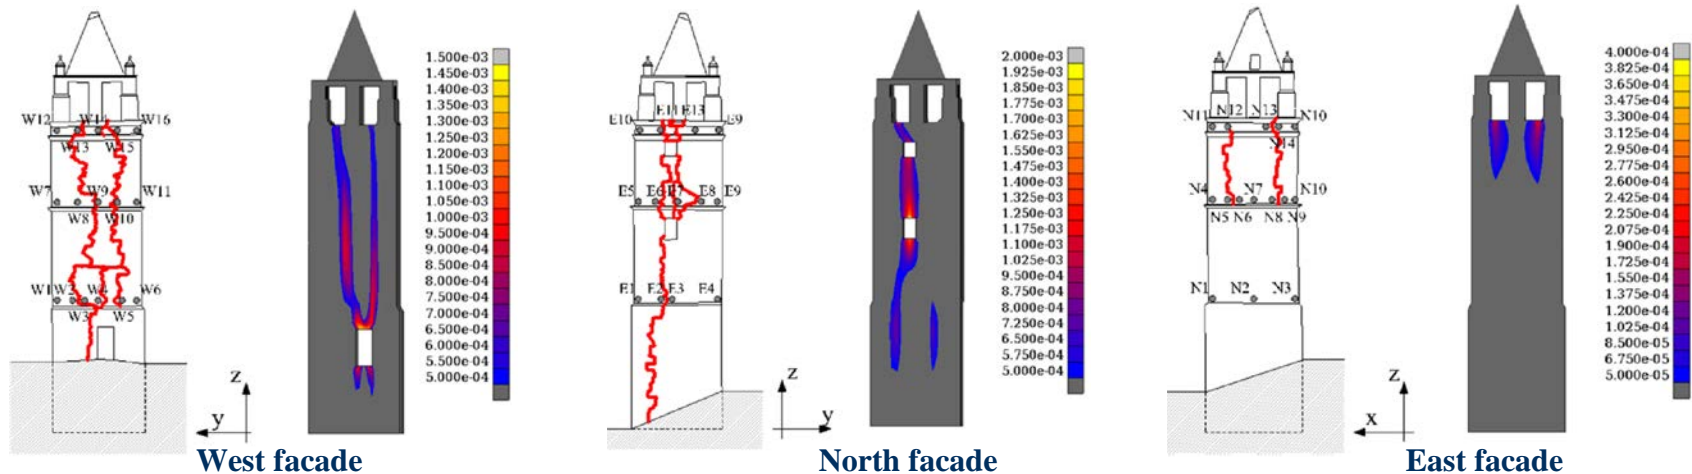 W12 W14 W16
W13 W15
W7 W9 W11
W8 W10
W1 W2 W4 W6
W3 W5
z
y
1.500e-03
1.450e-03
1.400e-03
1.350e-03
1.300e-03
1.250e-03
1.200e-03
1.150e-03
1.100e-03
1.050e-03
1.000e-03
9.500e-04
9.000e-04
8.500e-04
8.000e-04
7.500e-04
7.000e-04
6.500e-04
6.000e-04
5.500e-04
5.000e-04
West facade
E11 E13
E10 E9
E5 E6 E7 E8 E9
E1 E2 E3 E4
z
y
2.000e-03
1.925e-03
1.850e-03
1.775e-03
1.700e-03
1.625e-03
1.550e-03
1.475e-03
1.400e-03
1.325e-03
1.250e-03
1.175e-03
1.100e-03
1.025e-03
9.500e-04
8.750e-04
8.000e-04
7.250e-04
6.500e-04
5.750e-04
5.000e-04
North facade
N12 N13
N11 N10
N14
N4 N7 N10
N5 N6 N8 N9
N1 N2 N3
z
x
4.000e-04
3.825e-04
3.650e-04
3.475e-04
3.300e-04
3.125e-04
2.950e-04
2.775e-04
2.600e-04
2.425e-04
2.250e-04
2.075e-04
1.900e-04
1.725e-04
1.550e-04
1.375e-04
1.200e-04
1.025e-04
8.500e-05
6.750e-05
5.000e-05
East facade